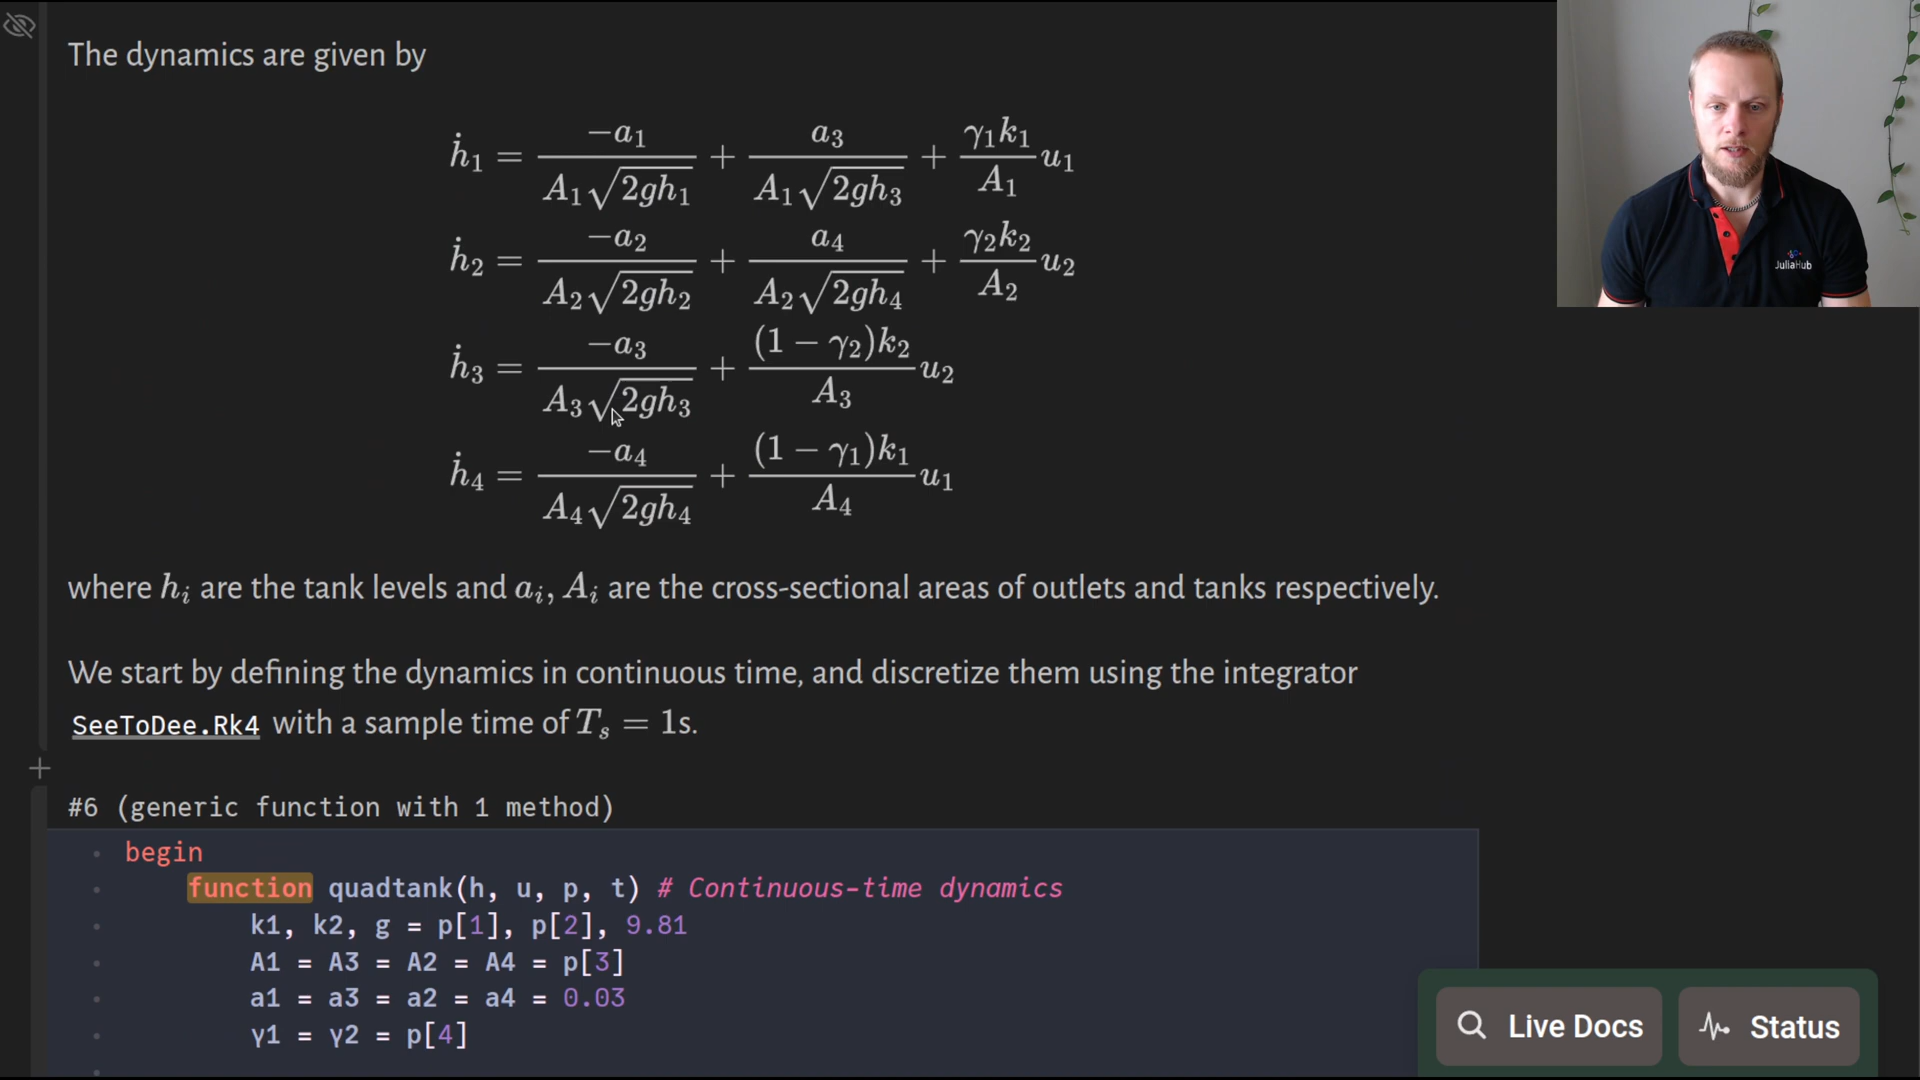 The dynamics are given by
ḣ₁ = −a₁ / (A₁√(2gh₁)) + a₃ / (A₁√(2gh₃)) + (γ₁k₁ / A₁) u₁
ḣ₂ = −a₂ / (A₂√(2gh₂)) + a₄ / (A₂√(2gh₄)) + (γ₂k₂ / A₂) u₂
ḣ₃ = −a₃ / (A₃√(2gh₃)) + ((1 − γ₂)k₂ / A₃) u₂
ḣ₄ = −a₄ / (A₄√(2gh₄)) + ((1 − γ₁)k₁ / A₄) u₁
where hᵢ are the tank levels and aᵢ, Aᵢ are the cross-sectional areas of outlets and tanks respectively.
We start by defining the dynamics in continuous time, and discretize them using the integrator
SeeToDee.Rk4 with a sample time of Tₛ = 1s.
#6 (generic function with 1 method)
begin
function quadtank(h, u, p, t) # Continuous-time dynamics
k1, k2, g = p[1], p[2], 9.81
A1 = A3 = A2 = A4 = p[3]
a1 = a3 = a2 = a4 = 0.03
γ1 = γ2 = p[4]
Live Docs
Status
JuliaHub